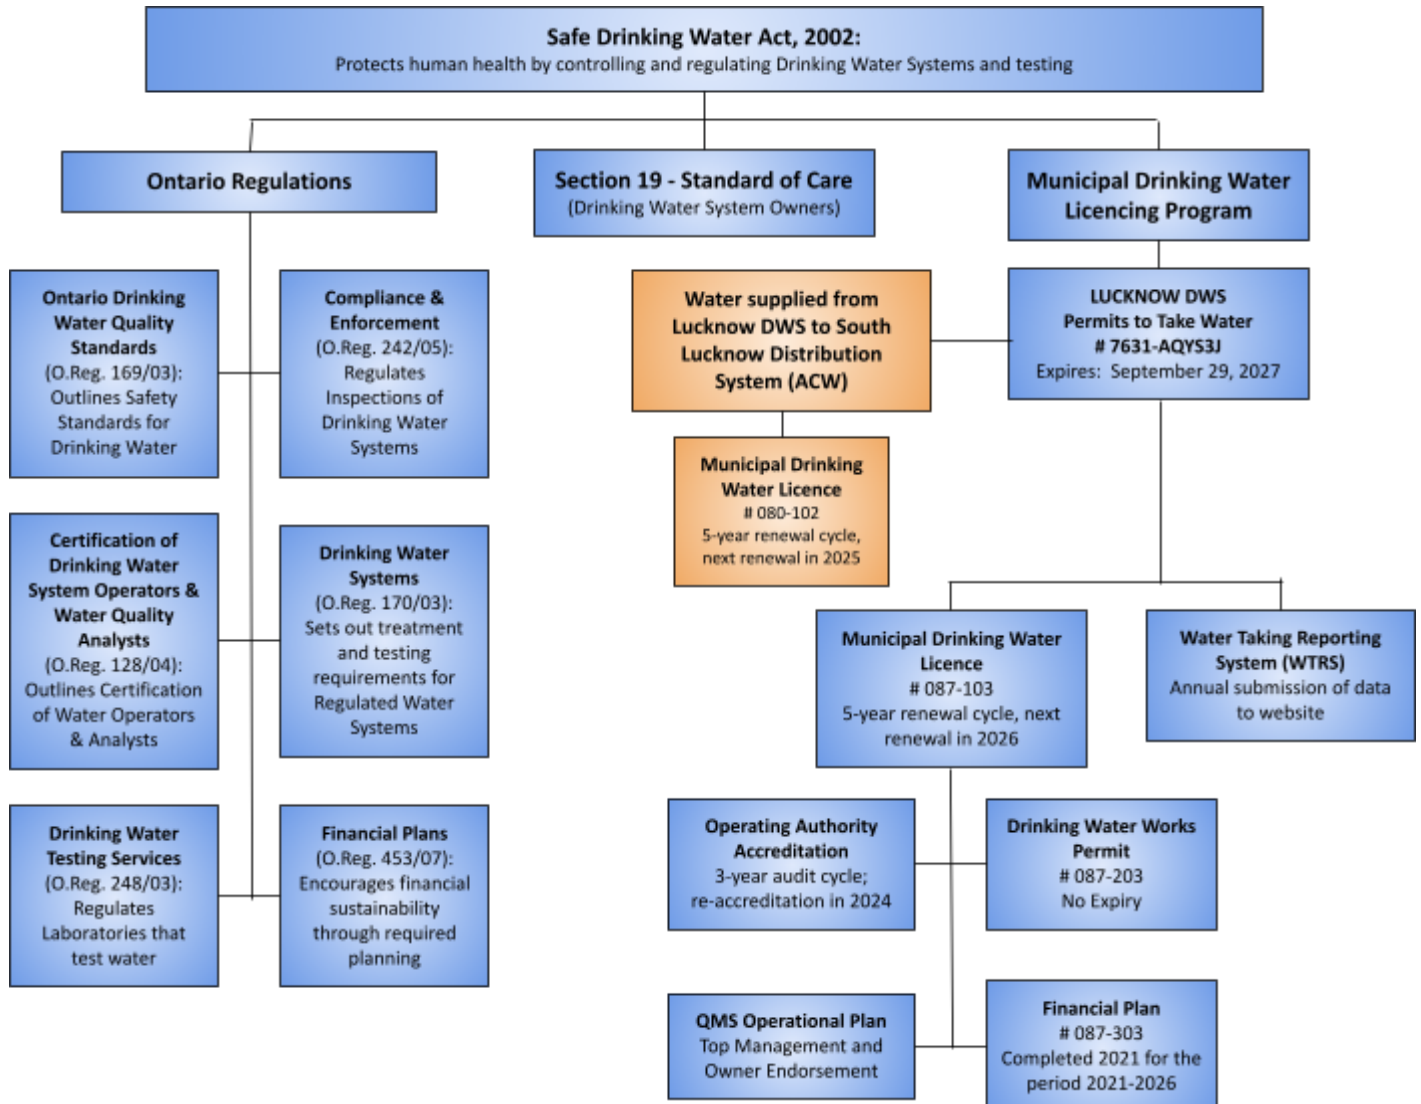 Safe Drinking Water Act, 2002:
Protects human health by controlling and regulating Drinking Water Systems and testing
Ontario Regulations
Section 19 - Standard of Care
(Drinking Water System Owners)
Municipal Drinking Water
Licencing Program
Ontario Drinking
Water Quality
Standards
(O.Reg. 169/03):
Outlines Safety
Standards for
Drinking Water
Compliance &
Enforcement
(O.Reg. 242/05):
Regulates
Inspections of
Drinking Water
Systems
Water supplied from
Lucknow DWS to South
Lucknow Distribution
System (ACW)
LUCKNOW DWS
Permits to Take Water
# 7631-AQYS3J
Expires: September 29, 2027
Municipal Drinking
Water Licence
# 080-102
5-year renewal cycle,
next renewal in 2025
Certification of
Drinking Water
System Operators &
Water Quality
Analysts
(O.Reg. 128/04):
Outlines Certification
of Water Operators
& Analysts
Drinking Water
Systems
(O.Reg. 170/03):
Sets out treatment
and testing
requirements for
Regulated Water
Systems
Municipal Drinking Water
Licence
# 087-103
5-year renewal cycle, next
renewal in 2026
Water Taking Reporting
System (WTRS)
Annual submission of data
to website
Drinking Water
Testing Services
(O.Reg. 248/03):
Regulates
Laboratories that
test water
Financial Plans
(O.Reg. 453/07):
Encourages financial
sustainability
through required
planning
Operating Authority
Accreditation
3-year audit cycle;
re-accreditation in 2024
Drinking Water Works
Permit
# 087-203
No Expiry
QMS Operational Plan
Top Management and
Owner Endorsement
Financial Plan
# 087-303
Completed 2021 for the
period 2021-2026